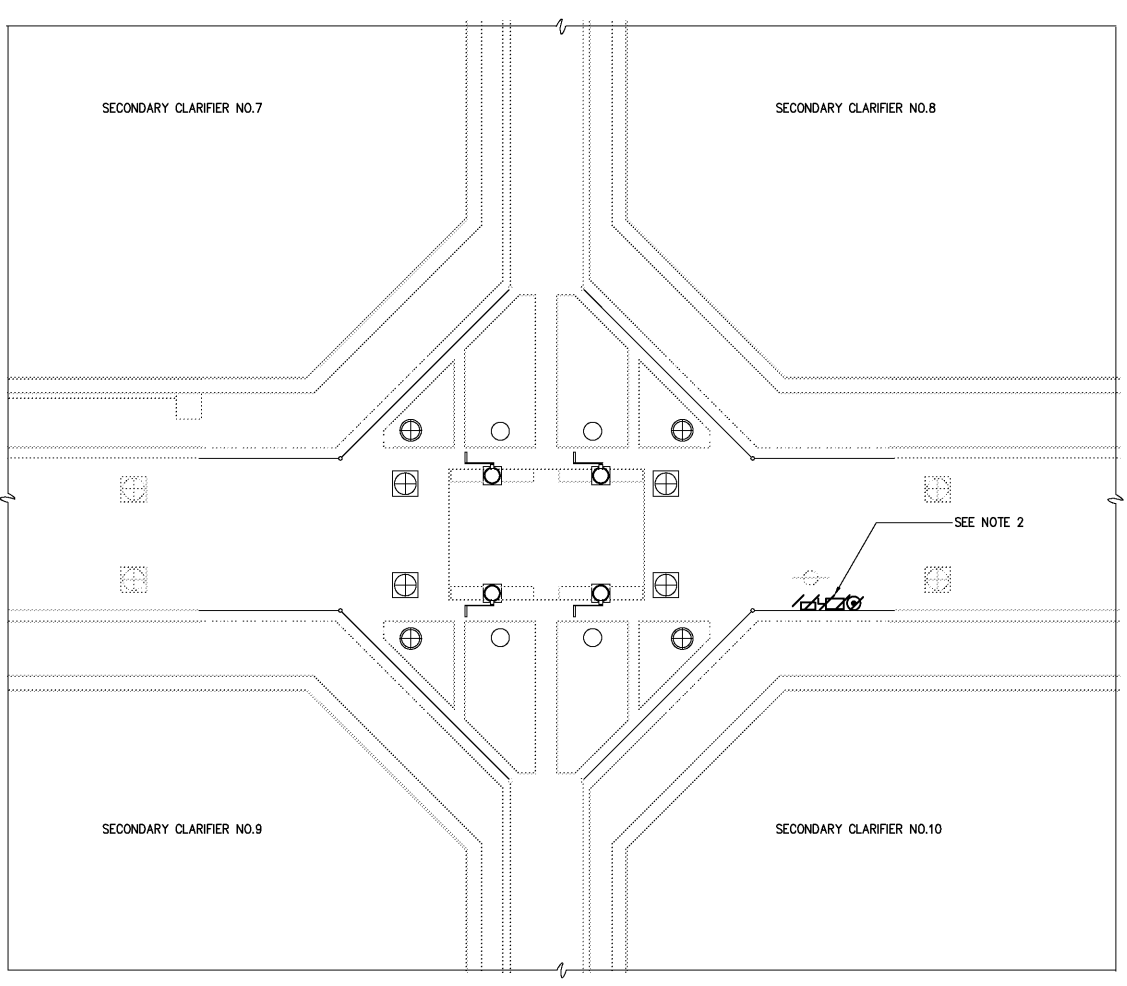 SECONDARY CLARIFIER NO.7
SECONDARY CLARIFIER NO.8
SEE NOTE 2
SECONDARY CLARIFIER NO.9
SECONDARY CLARIFIER NO.10